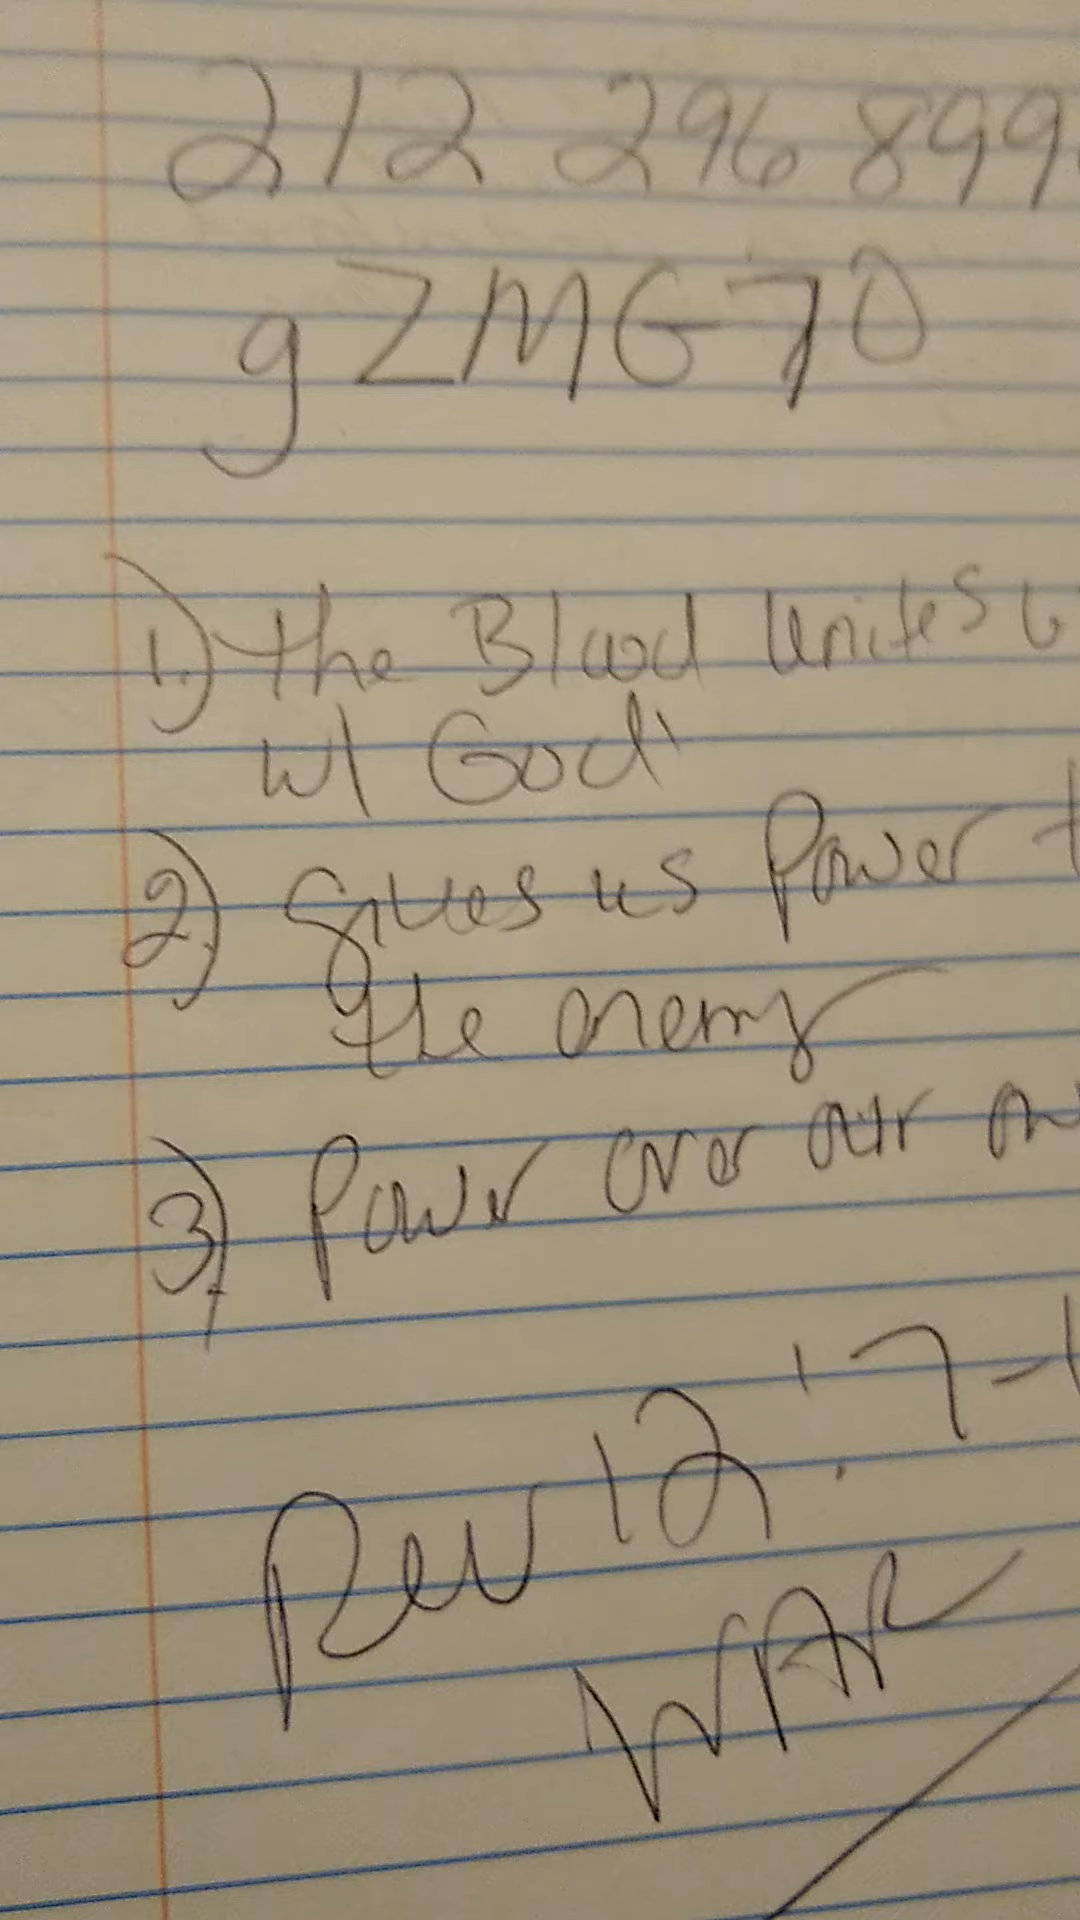 212 296 899
gZMG70
1.) the Blood Unites
w/ God
2.) Gives us Power
the enemy
3) Power over our
Rev 12:7-
WAR